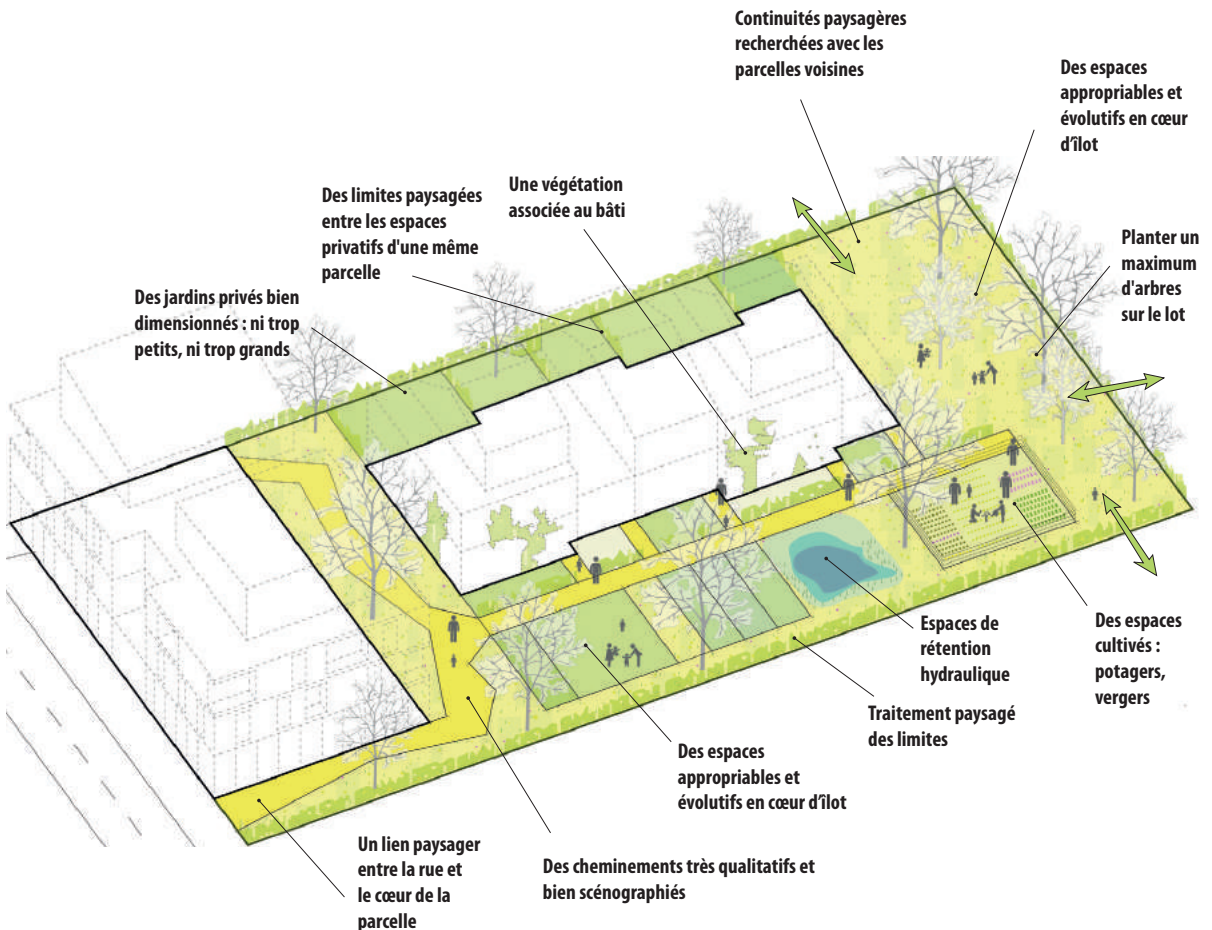 Continuités paysagères
recherchées avec les
parcelles voisines
Des espaces
appropriables et
évolutifs en cœur
d'îlot
Une végétation
associée au bâti
Des limites paysagées
entre les espaces
privatifs d'une même
parcelle
Planter un
maximum
d'arbres
sur le lot
Des jardins privés bien
dimensionnés : ni trop
petits, ni trop grands
Espaces de
rétention
hydraulique
Des espaces
cultivés :
potagers,
vergers
Traitement paysagé
des limites
Des espaces
appropriables et
évolutifs en cœur d'îlot
Un lien paysager
entre la rue et
le cœur de la
parcelle
Des cheminements très qualitatifs et
bien scénographiés